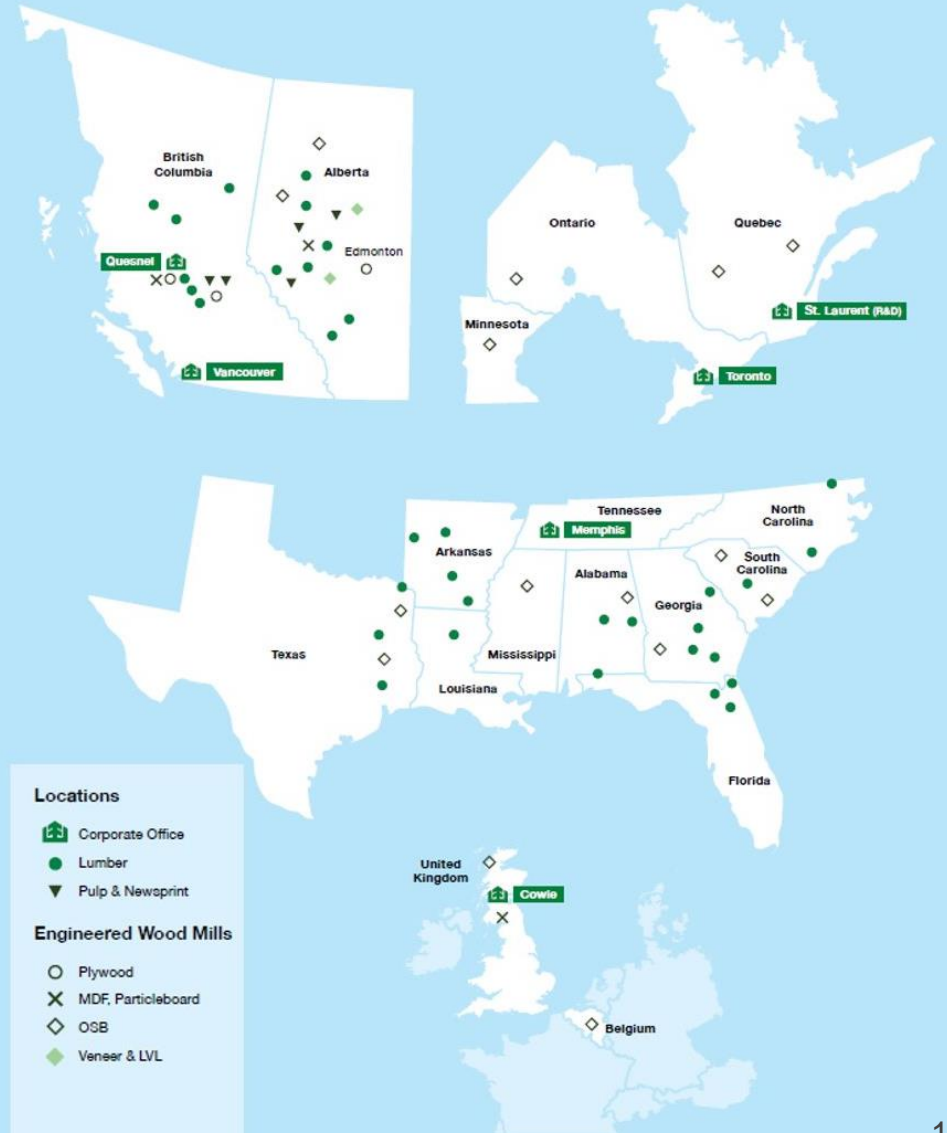 British
Columbia
Alberta
Quesnel
Edmonton
Vancouver
Ontario
Quebec
Minnesota
St. Laurent (R&D)
Toronto
Tennessee
Memphis
North
Carolina
Arkansas
South
Carolina
Alabama
Georgia
Texas
Mississippi
Louisiana
Florida
Locations
Corporate Office
Lumber
Pulp & Newsprint
Engineered Wood Mills
Plywood
MDF, Particleboard
OSB
Veneer & LVL
United
Kingdom
Cowie
Belgium
1